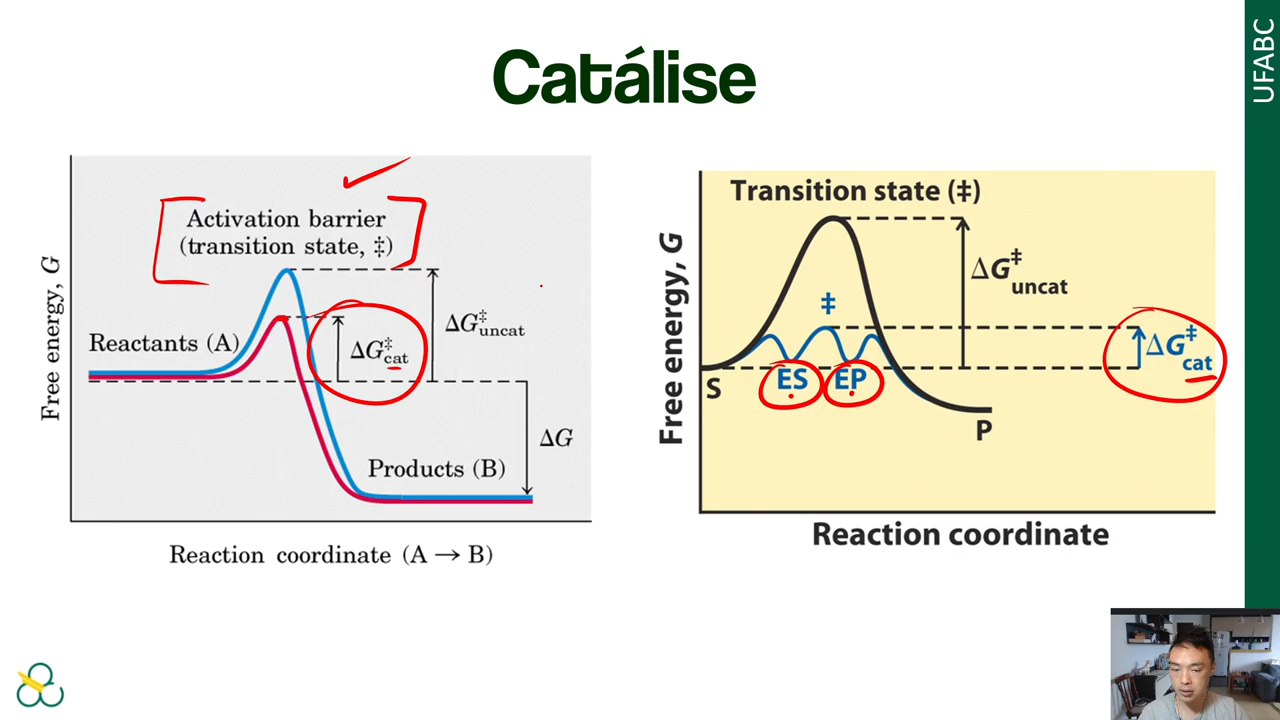 Catálise
UFABC
Activation barrier
(transition state, ‡)
Reactants (A)
ΔG‡cat
ΔG‡uncat
ΔG
Products (B)
Free energy, G
Reaction coordinate (A → B)
Transition state (‡)
ΔG‡uncat
‡
ΔG‡cat
S
ES
EP
P
Free energy, G
Reaction coordinate